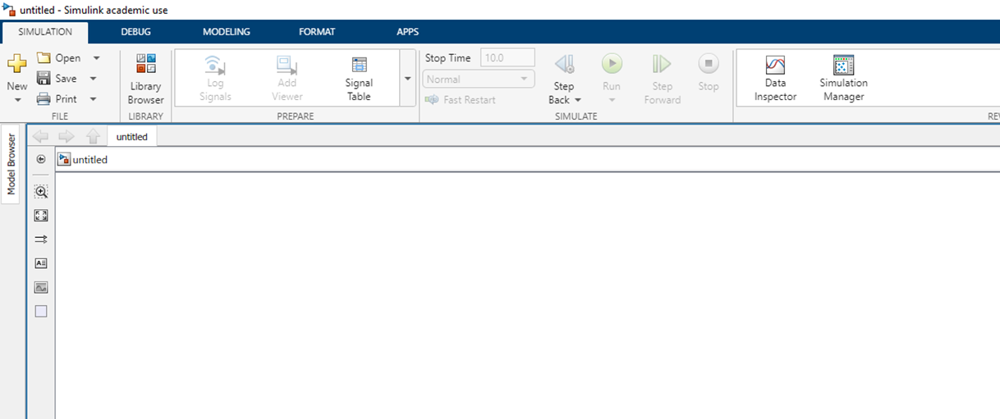 untitled - Simulink academic use
SIMULATION DEBUG MODELING FORMAT APPS
New
Open
Save
Print
FILE
Library
Browser
LIBRARY
Log
Signals
Add
Viewer
Signal
Table
PREPARE
Stop Time 10.0
Normal
Fast Restart
Step
Back
Run
Step
Forward
Stop
SIMULATE
Data
Inspector
Simulation
Manager
REV
Model Browser
untitled
untitled